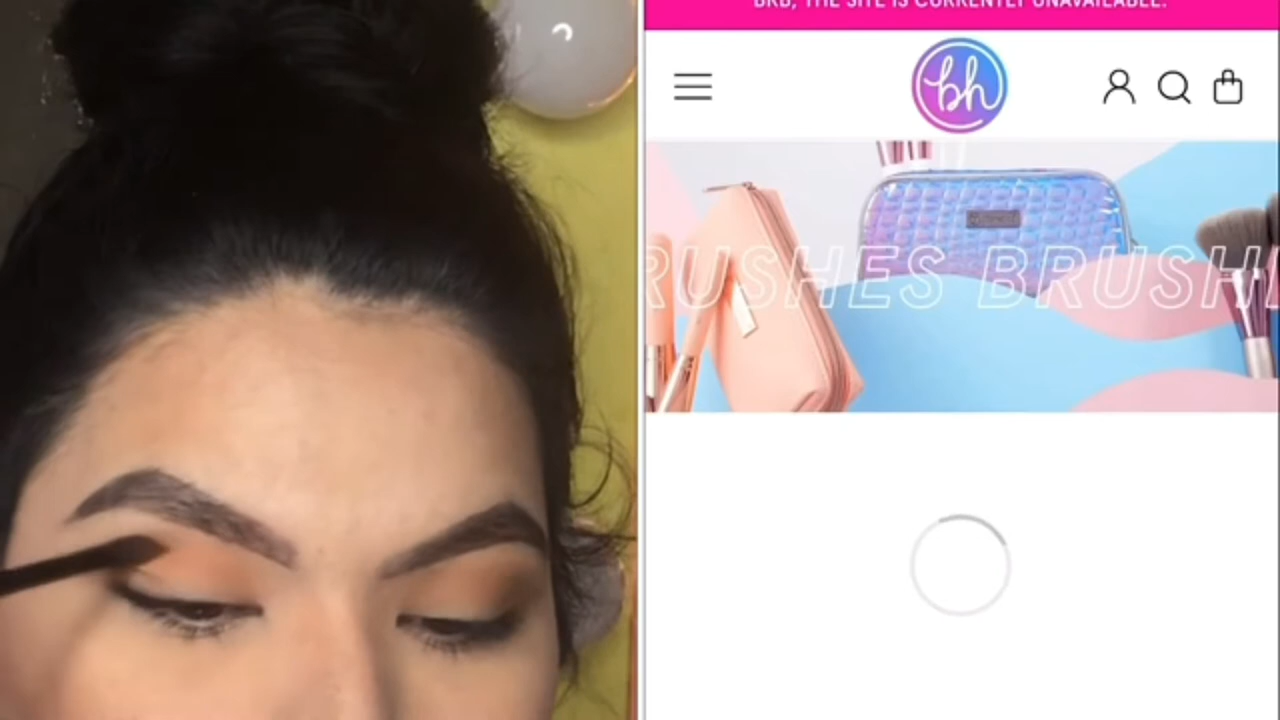 BRB, THE SITE IS CURRENTLY UNAVAILABLE.
bh
RUSHES BRUSH